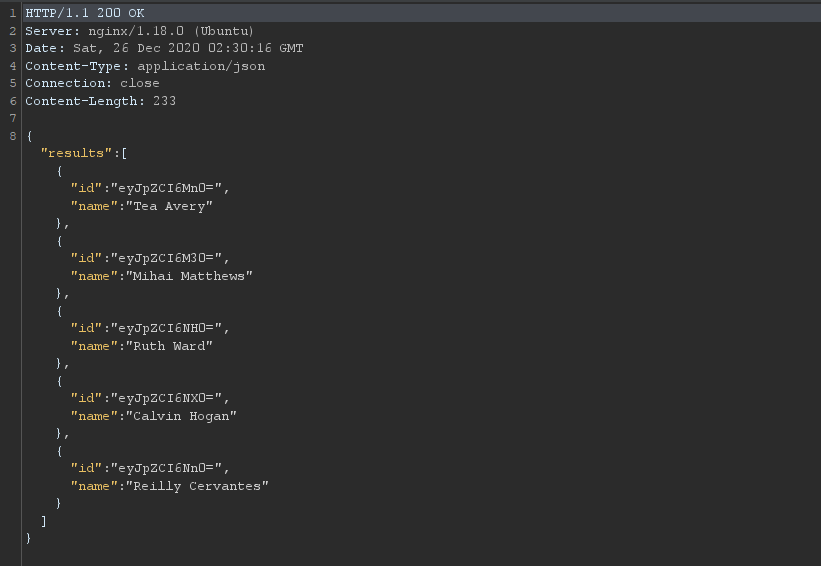 1 HTTP/1.1 200 OK
2 Server: nginx/1.18.0 (Ubuntu)
3 Date: Sat, 26 Dec 2020 02:30:16 GMT
4 Content-Type: application/json
5 Connection: close
6 Content-Length: 233
7
8 {
"results":[
{
"id":"eyJpZCI6Mn0=",
"name":"Tea Avery"
},
{
"id":"eyJpZCI6M30=",
"name":"Mihai Matthews"
},
{
"id":"eyJpZCI6NH0=",
"name":"Ruth Ward"
},
{
"id":"eyJpZCI6NX0=",
"name":"Calvin Hogan"
},
{
"id":"eyJpZCI6Nn0=",
"name":"Reilly Cervantes"
}
]
}